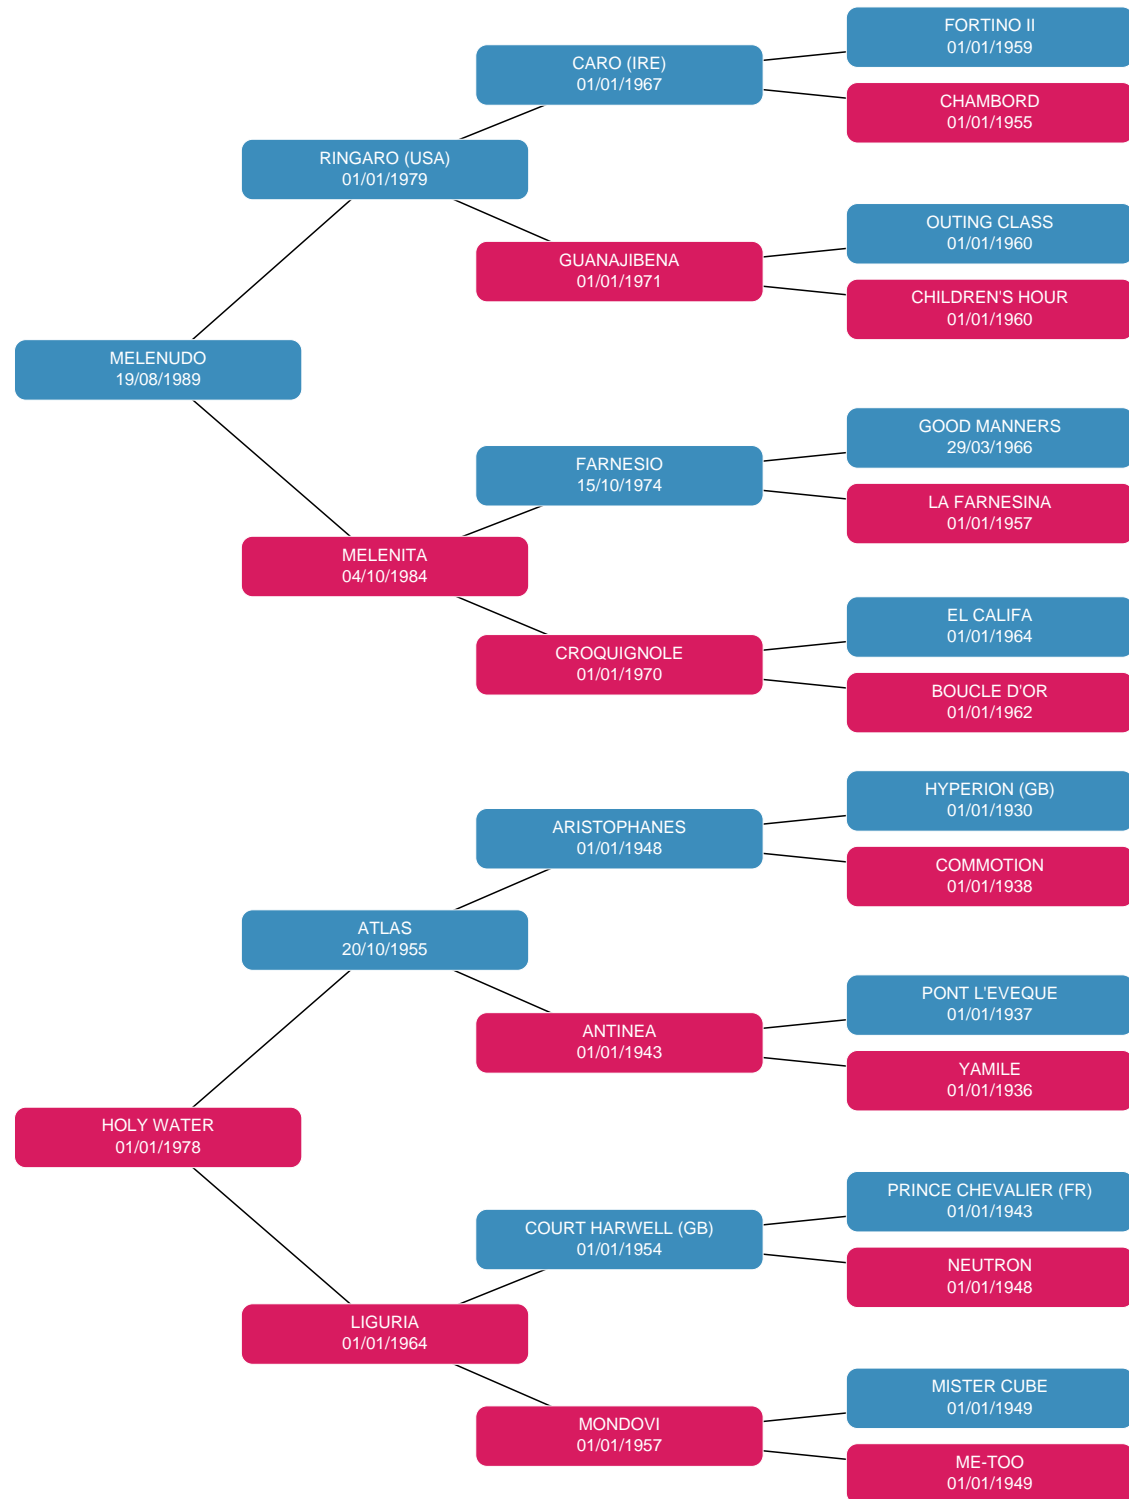 FORTINO II
01/01/1959
CARO (IRE)
01/01/1967
CHAMBORD
01/01/1955
RINGARO (USA)
01/01/1979
OUTING CLASS
01/01/1960
GUANAJIBENA
01/01/1971
CHILDREN'S HOUR
01/01/1960
MELENUDO
19/08/1989
GOOD MANNERS
29/03/1966
FARNESIO
15/10/1974
LA FARNESINA
01/01/1957
MELENITA
04/10/1984
EL CALIFA
01/01/1964
CROQUIGNOLE
01/01/1970
BOUCLE D'OR
01/01/1962
HYPERION (GB)
01/01/1930
ARISTOPHANES
01/01/1948
COMMOTION
01/01/1938
ATLAS
20/10/1955
PONT L'EVEQUE
01/01/1937
ANTINEA
01/01/1943
YAMILE
01/01/1936
HOLY WATER
01/01/1978
PRINCE CHEVALIER (FR)
01/01/1943
COURT HARWELL (GB)
01/01/1954
NEUTRON
01/01/1948
LIGURIA
01/01/1964
MISTER CUBE
01/01/1949
MONDOVI
01/01/1957
ME-TOO
01/01/1949